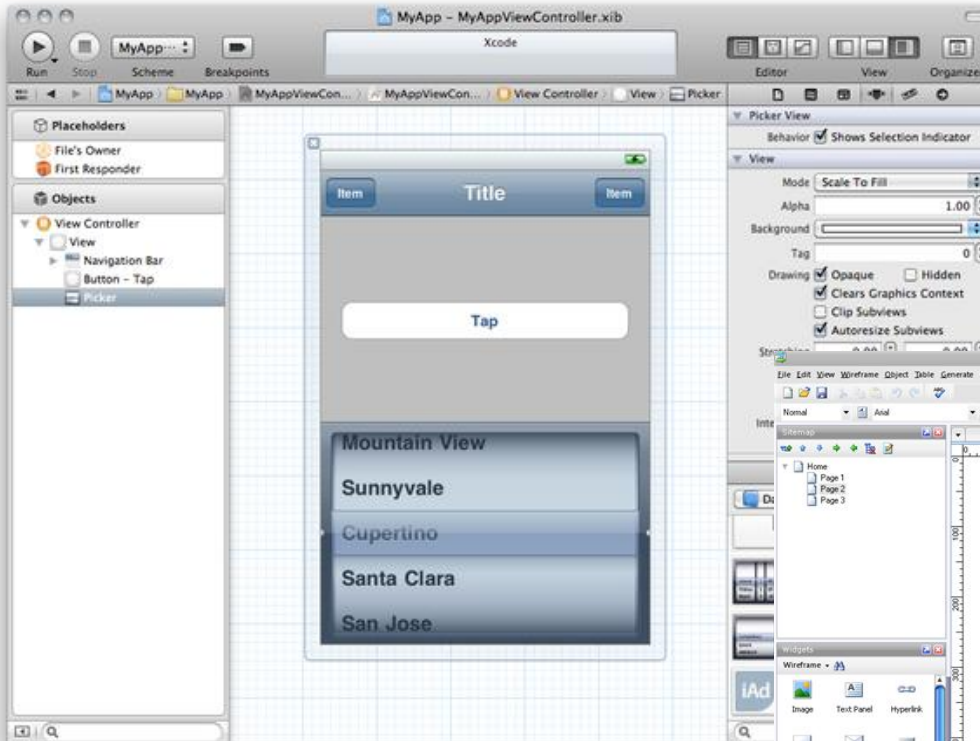 MyApp - MyAppViewController.xib
MyApp... Xcode
Run Stop Scheme Breakpoints Editor View Organize
MyApp MyApp MyAppViewCon... MyAppViewCon... View Controller View Picker
Placeholders
File's Owner
First Responder
Objects
View Controller
View
Navigation Bar
Button - Tap
Picker
Item Title Item
Tap
Mountain View
Sunnyvale
Cupertino
Santa Clara
San Jose
Picker View
Behavior Shows Selection Indicator
View
Mode Scale To Fill
Alpha 1.00
Background
Tag 0
Drawing Opaque Hidden
Clears Graphics Context
Clip Subviews
Autoresize Subviews
File Edit View Wireframe Object Table Generate
Normal Arial
Sitemap
Home
Page 1
Page 2
Page 3
0
100
200
300
Widgets
Wireframe
Image Text Panel Hyperlink
iAd